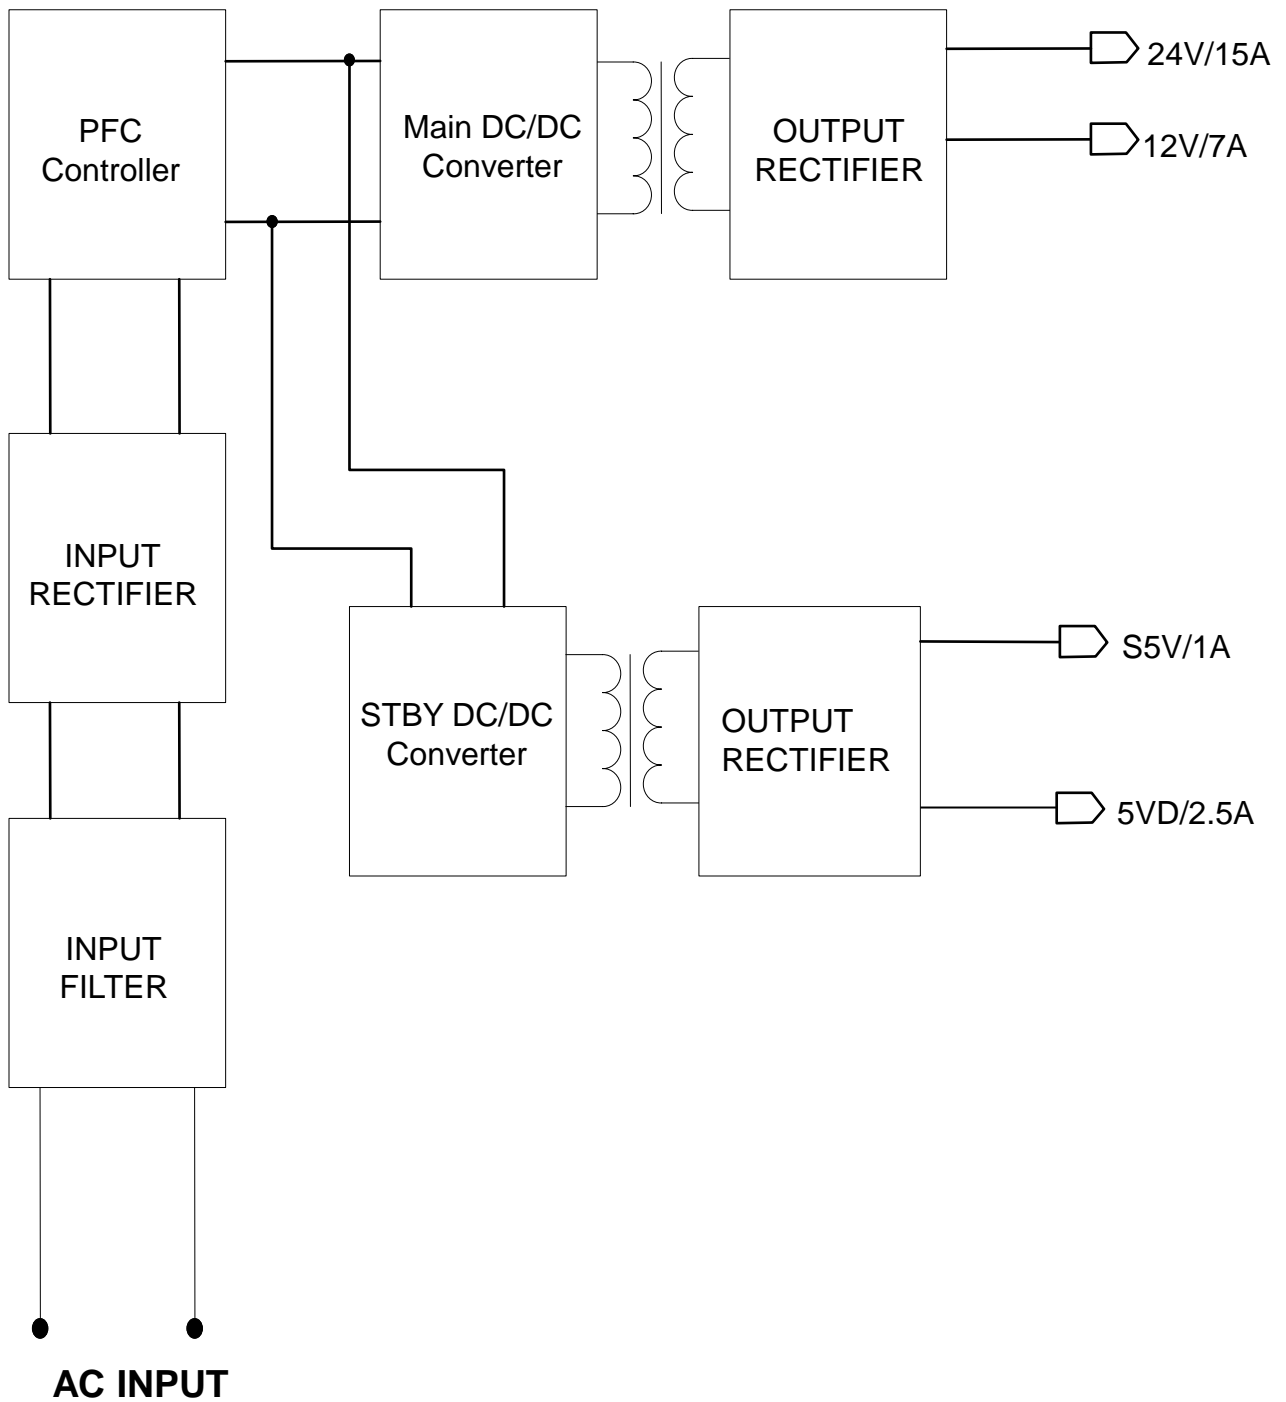 PFC
Controller
Main DC/DC
Converter
OUTPUT
RECTIFIER
24V/15A
12V/7A
INPUT
RECTIFIER
STBY DC/DC
Converter
OUTPUT
RECTIFIER
S5V/1A
5VD/2.5A
INPUT
FILTER
AC INPUT